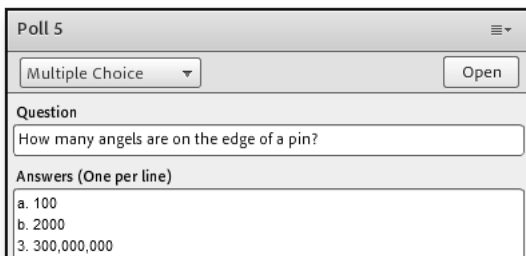 Poll 5
Multiple Choice
Open
Question
How many angels are on the edge of a pin?
Answers (One per line)
a. 100
b. 2000
3. 300,000,000